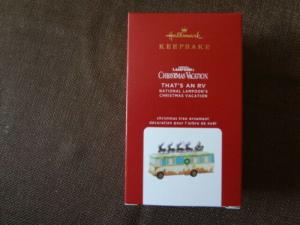 Hallmark
KEEPSAKE
LAMPOON'S
CHRISTMAS VACATION
THAT'S AN RV
NATIONAL LAMPOON'S
CHRISTMAS VACATION
christmas tree ornament
décoration pour l'arbre de noël